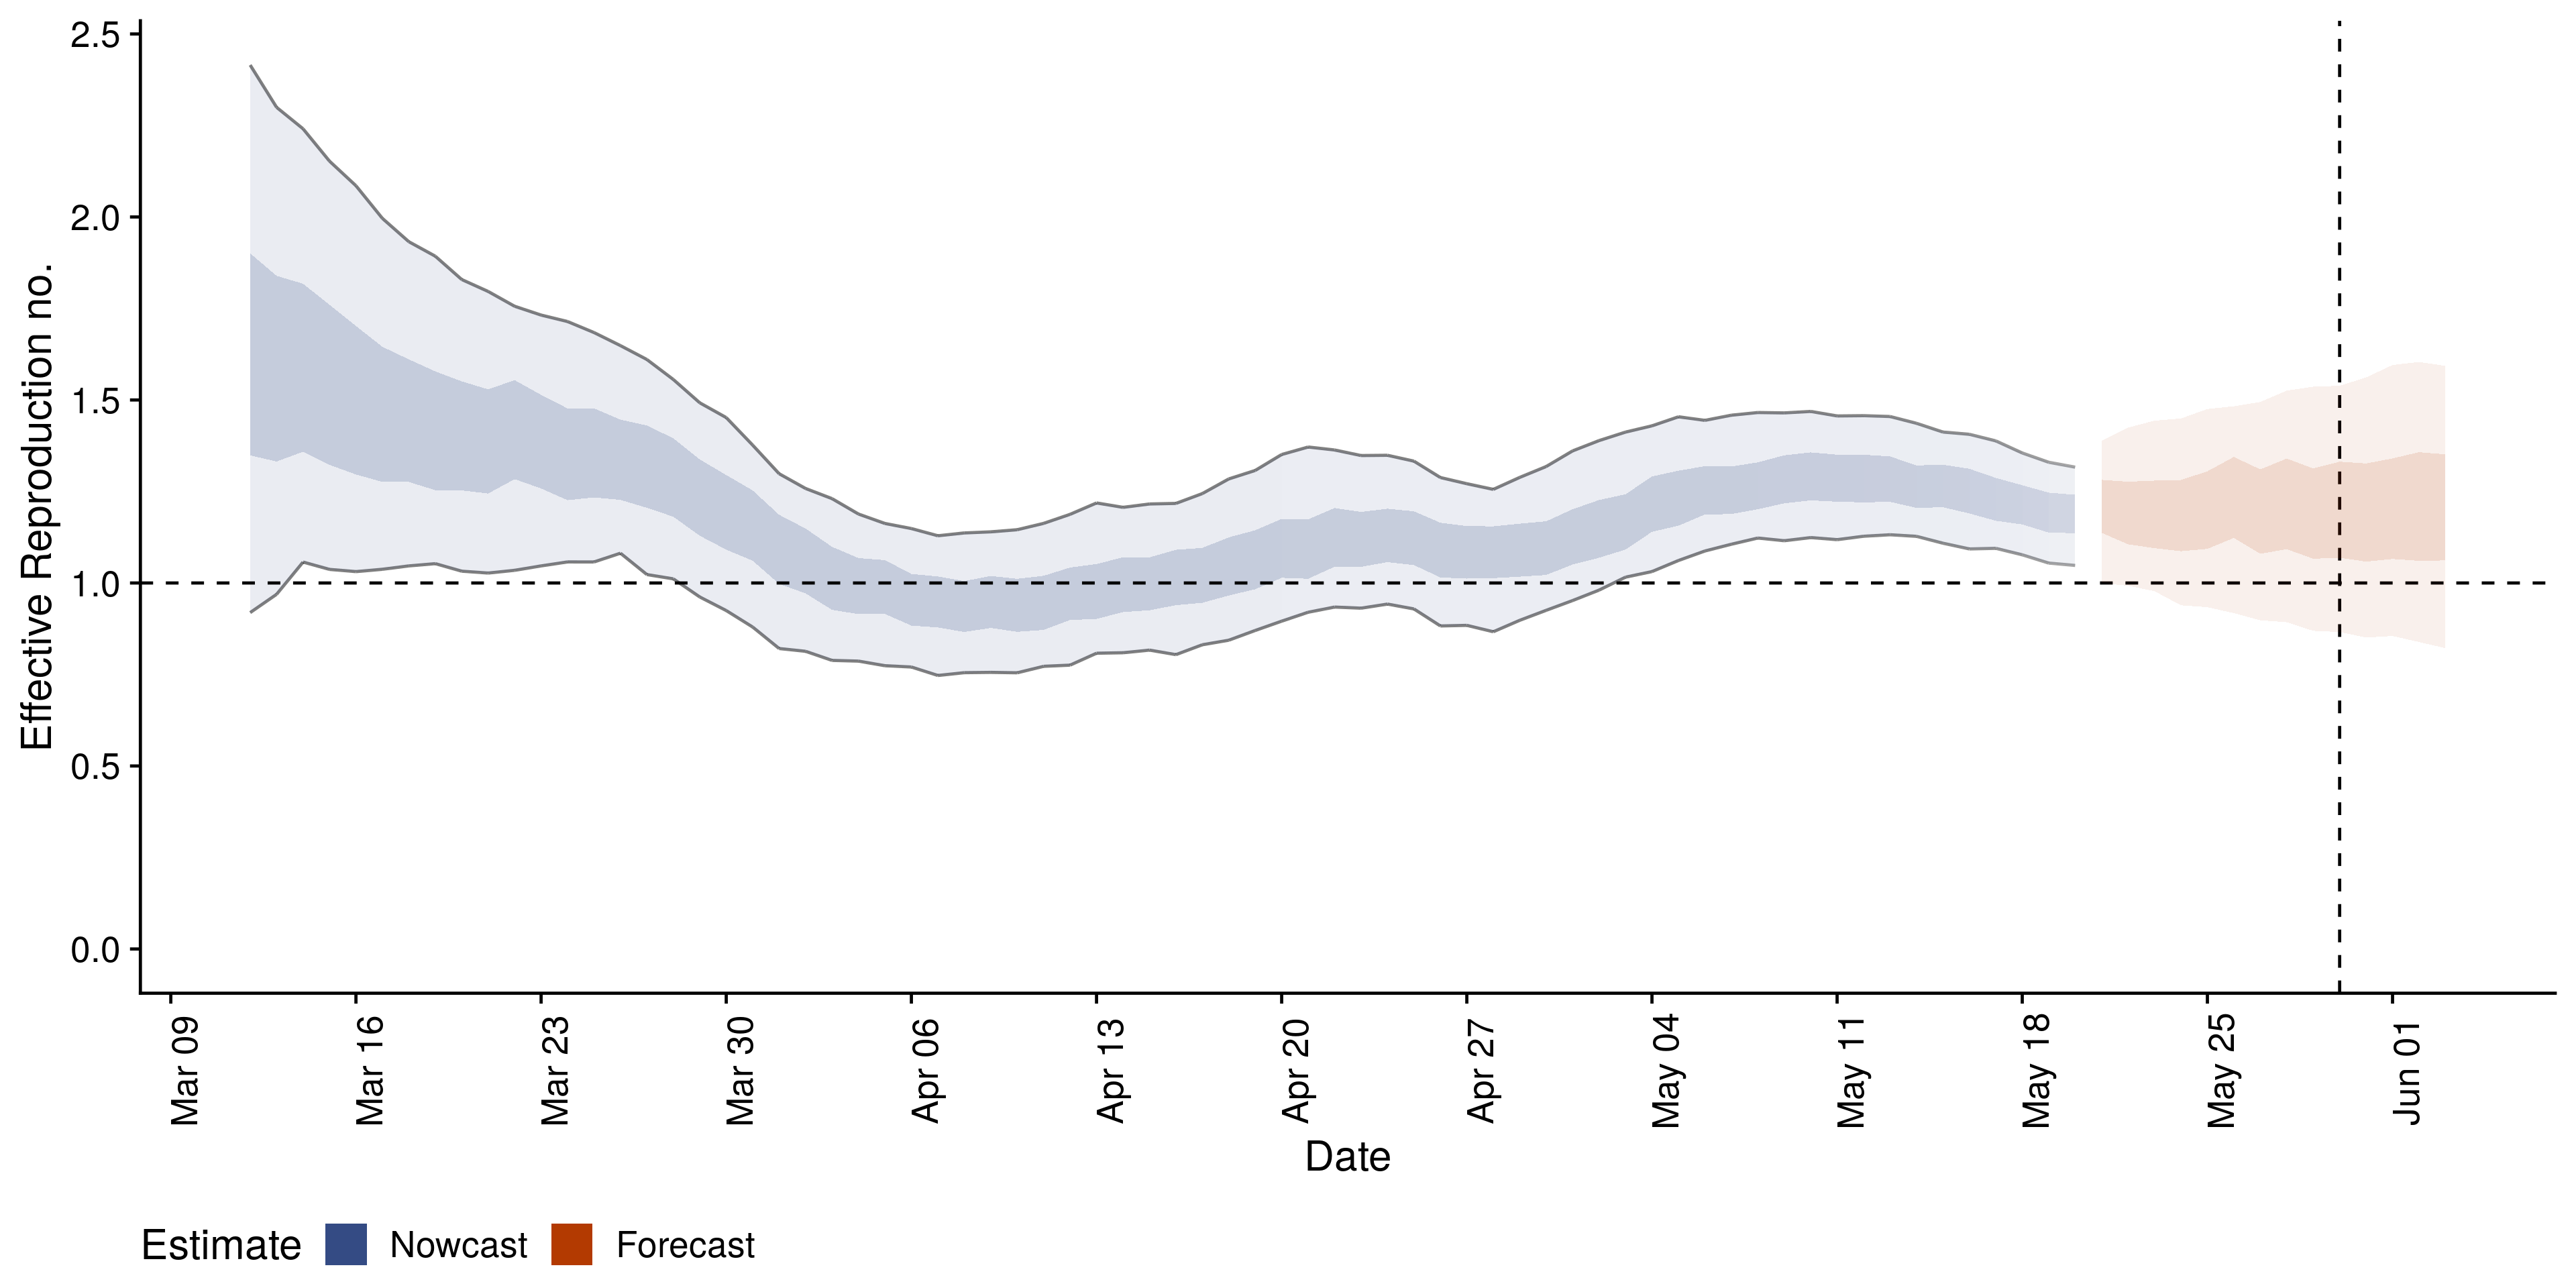 Effective Reproduction no.
2.5
2.0
1.5
1.0
0.5
0.0
Mar 09
Mar 16
Mar 23
Mar 30
Apr 06
Apr 13
Apr 20
Apr 27
May 04
May 11
May 18
May 25
Jun 01
Date
Estimate Nowcast Forecast